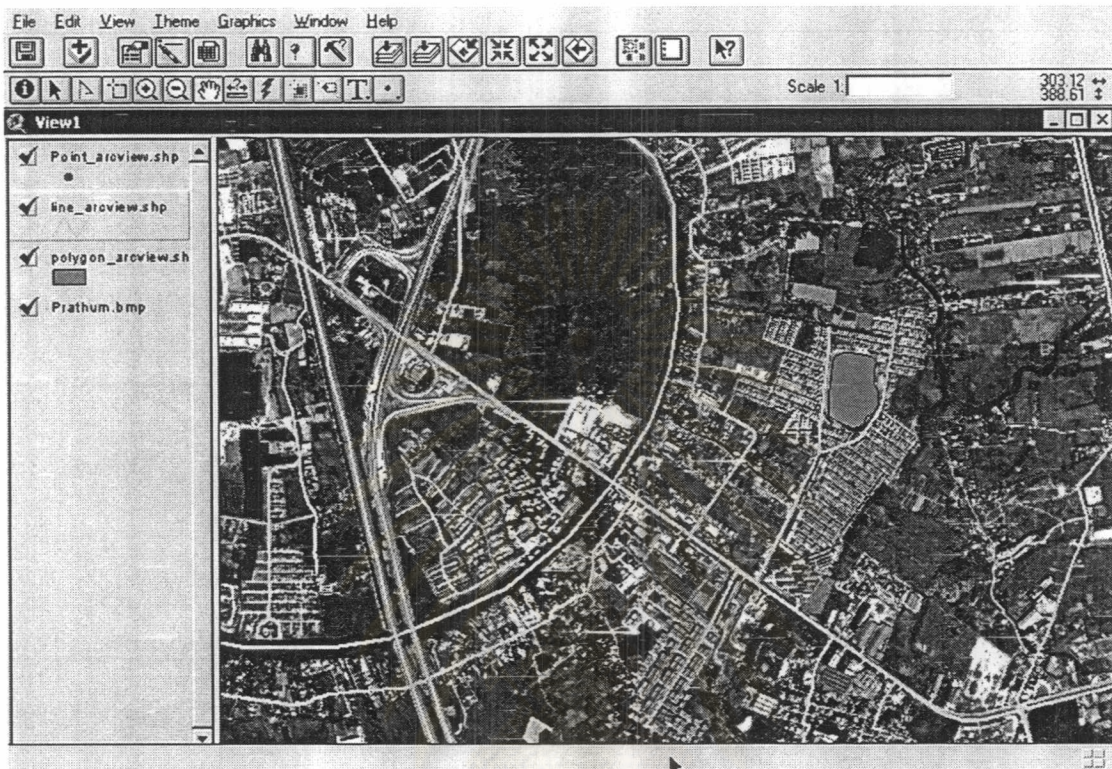 File Edit View Theme Graphics Window Help
Scale 1:
303.12
388.61
View1
Point_arcview.shp
line_arcview.shp
polygon_arcview.sh
Prathum.bmp